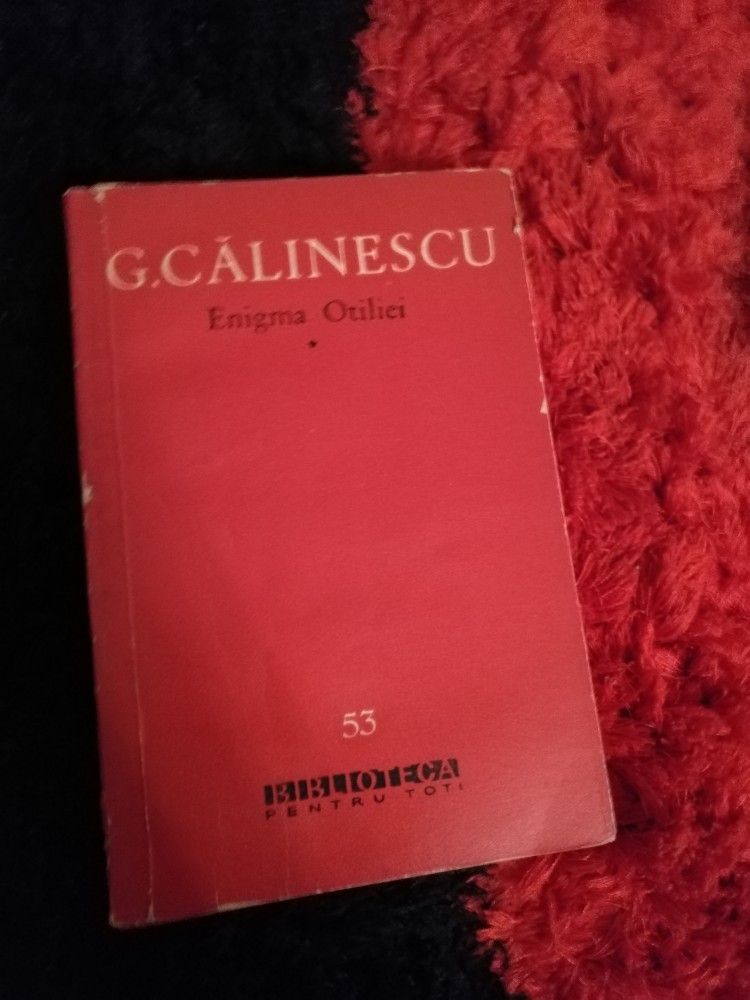 G.CĂLINESCU
Enigma Otiliei
*
53
BIBLIOTECA
PENTRU TOȚI